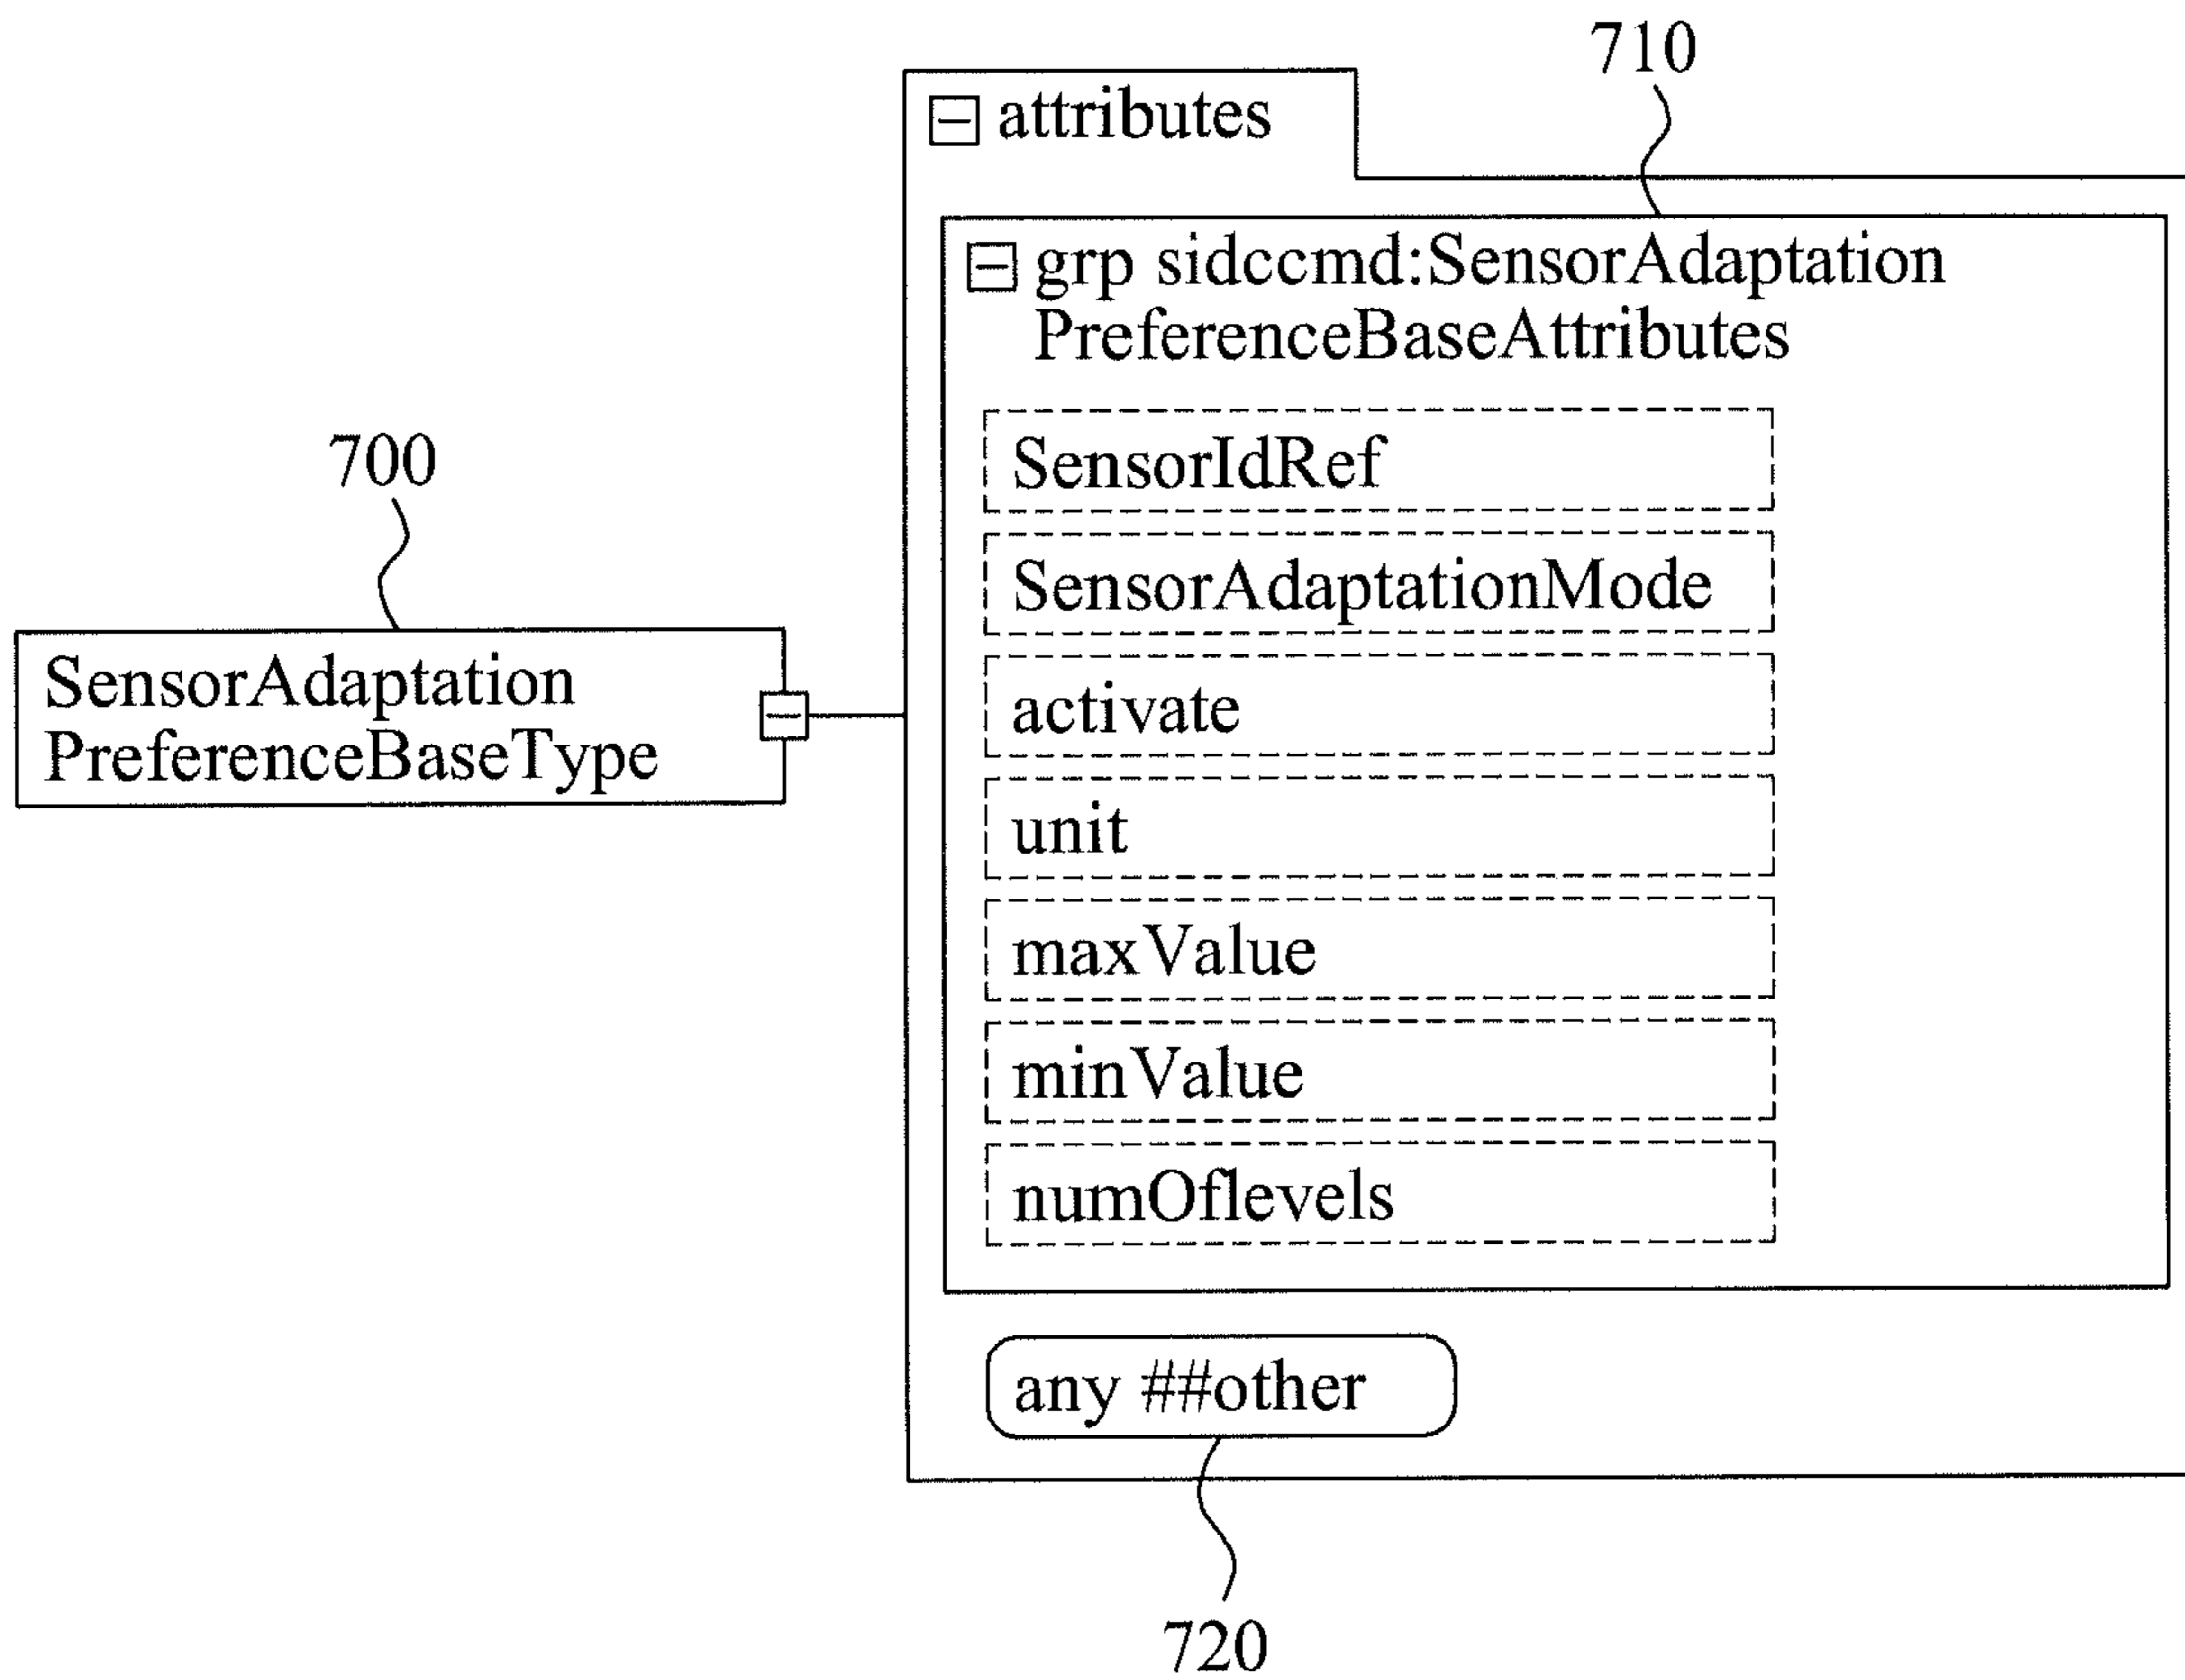 710
attributes
grp sidccmd:SensorAdaptation
PreferenceBaseAttributes
SensorIdRef
700
SensorAdaptationMode
SensorAdaptation
PreferenceBaseType
activate
unit
maxValue
minValue
numOflevels
any ##other
720